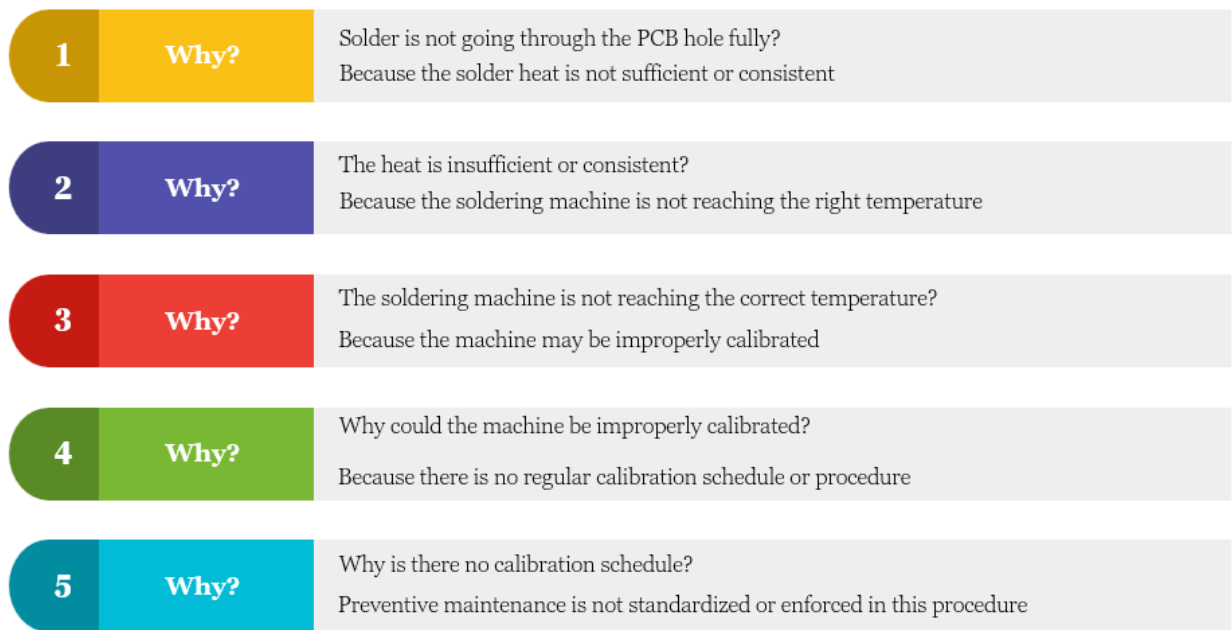 1 Why?
Solder is not going through the PCB hole fully?
Because the solder heat is not sufficient or consistent
2 Why?
The heat is insufficient or consistent?
Because the soldering machine is not reaching the right temperature
3 Why?
The soldering machine is not reaching the correct temperature?
Because the machine may be improperly calibrated
4 Why?
Why could the machine be improperly calibrated?
Because there is no regular calibration schedule or procedure
5 Why?
Why is there no calibration schedule?
Preventive maintenance is not standardized or enforced in this procedure